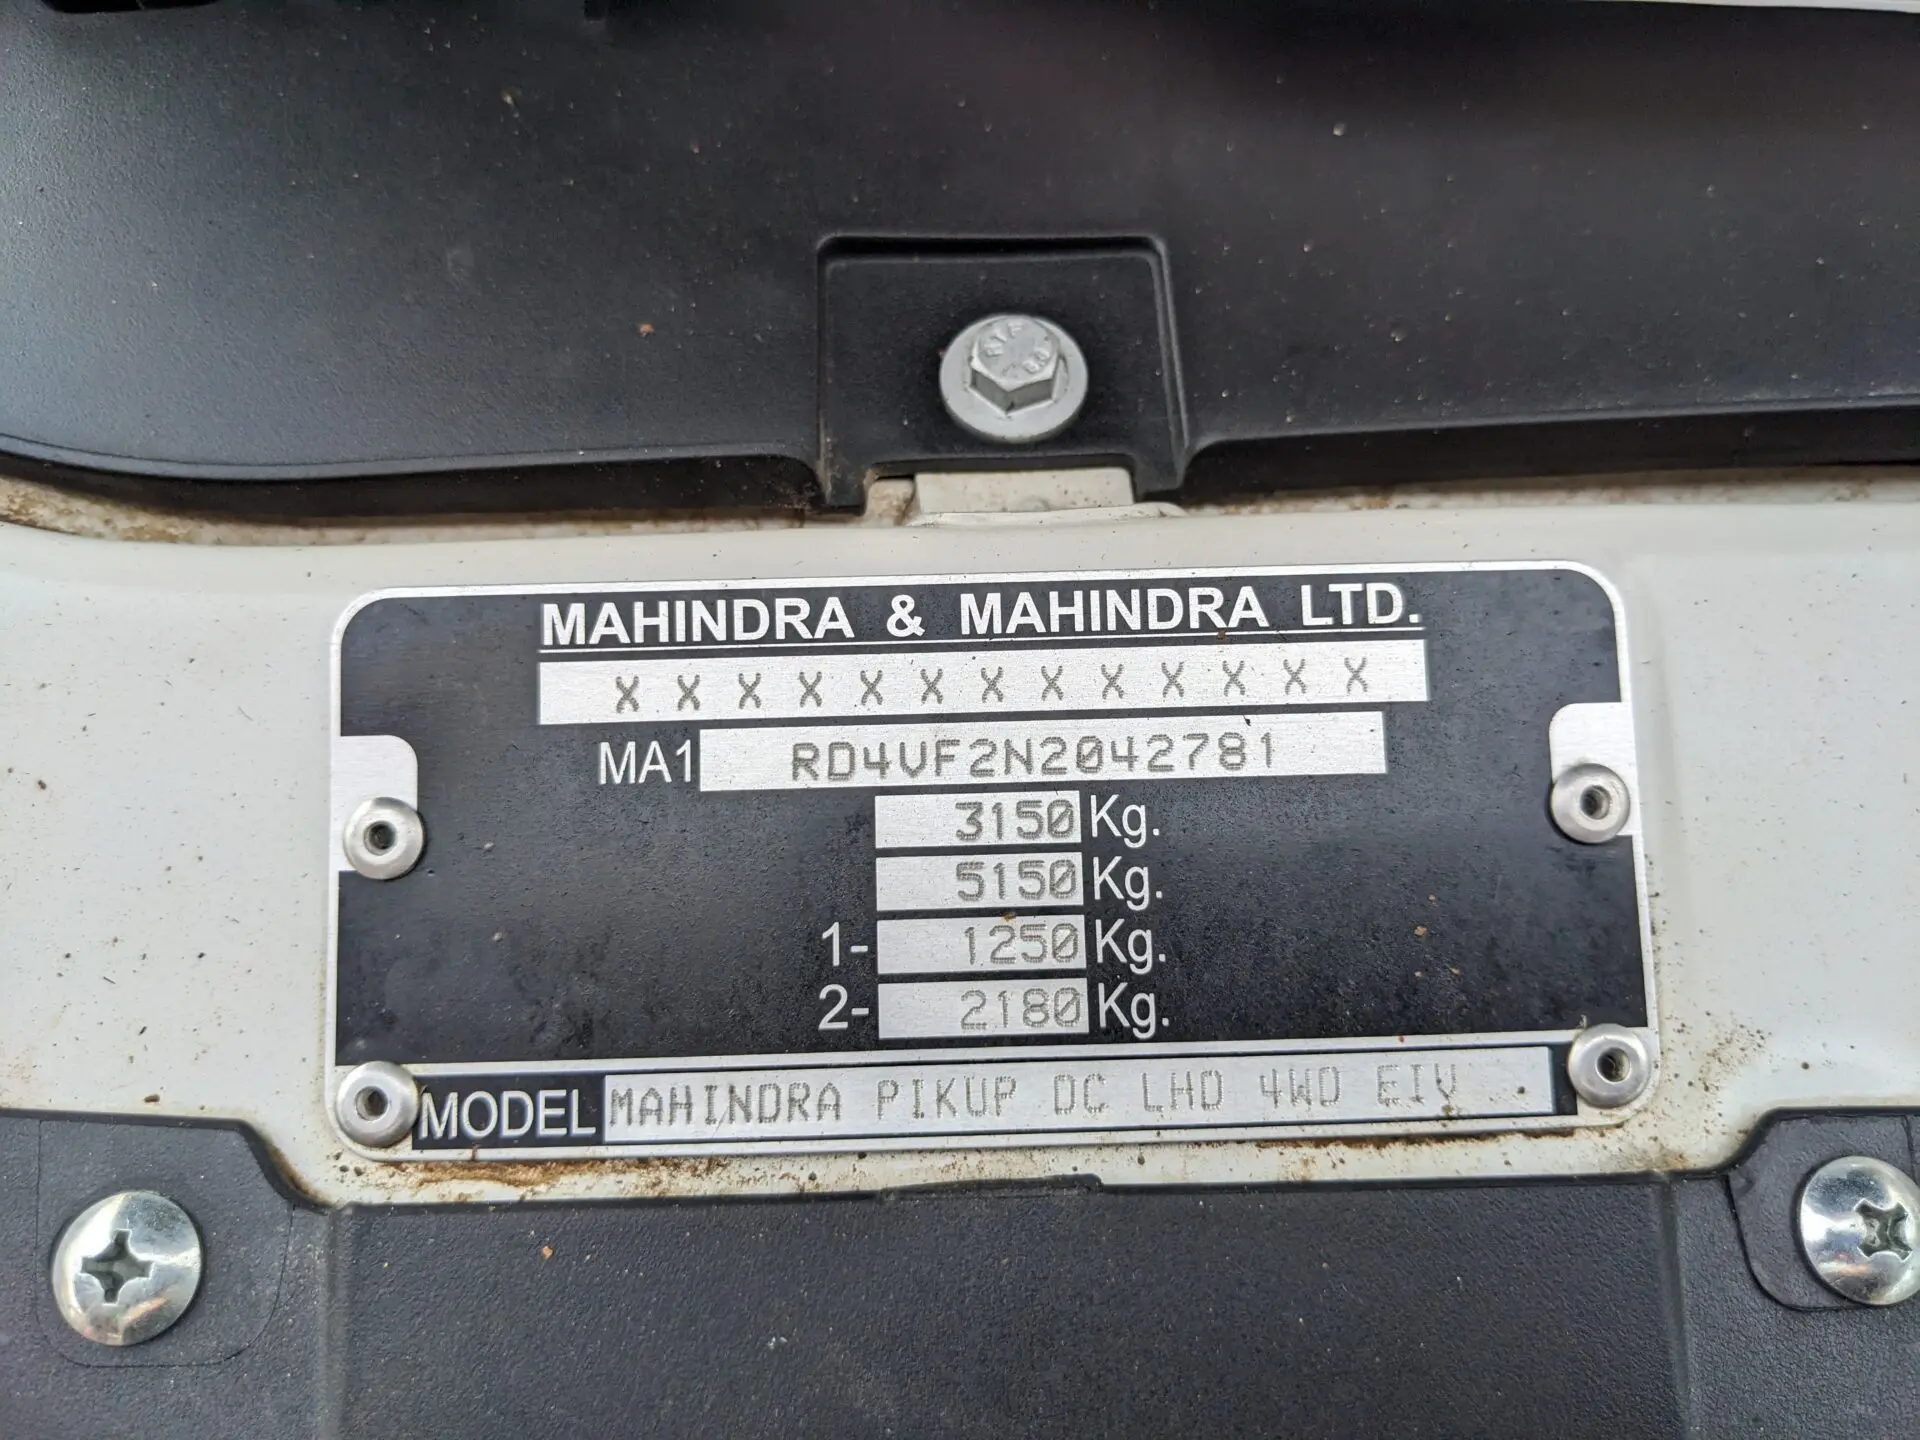 MAHINDRA & MAHINDRA LTD.
X X X X X X X X X X X X X
MA1 RD4VF2N2042781
3150 Kg.
5150 Kg.
1- 1250 Kg.
2- 2180 Kg.
MODEL MAHINDRA PIKUP DC LHD 4WD EIV